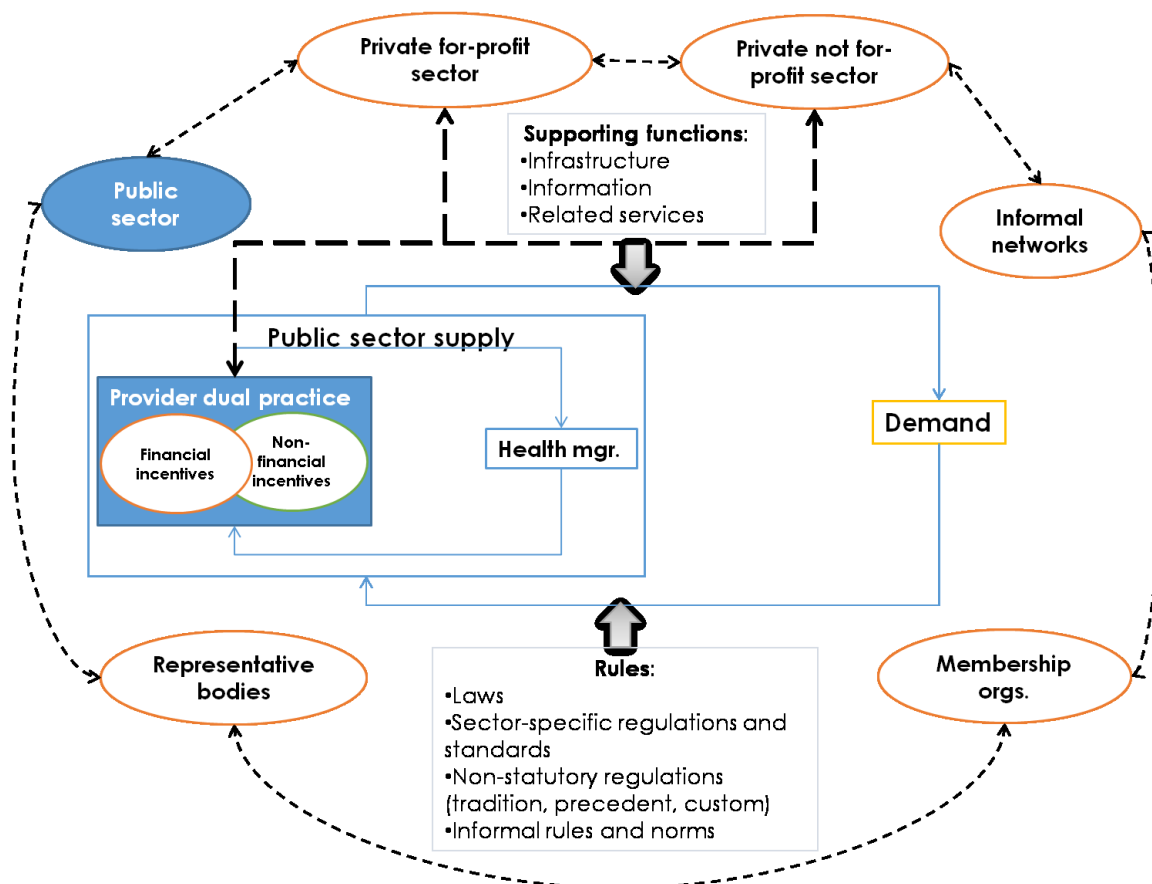 Private for-profit
sector
Private not for-
profit sector
Supporting functions:
•Infrastructure
•Information
•Related services
Public
sector
Informal
networks
Public sector supply
Provider dual practice
Financial
incentives
Non-
financial
incentives
Health mgr.
Demand
Representative
bodies
Membership
orgs.
Rules:
•Laws
•Sector-specific regulations and
standards
•Non-statutory regulations
(tradition, precedent, custom)
•Informal rules and norms